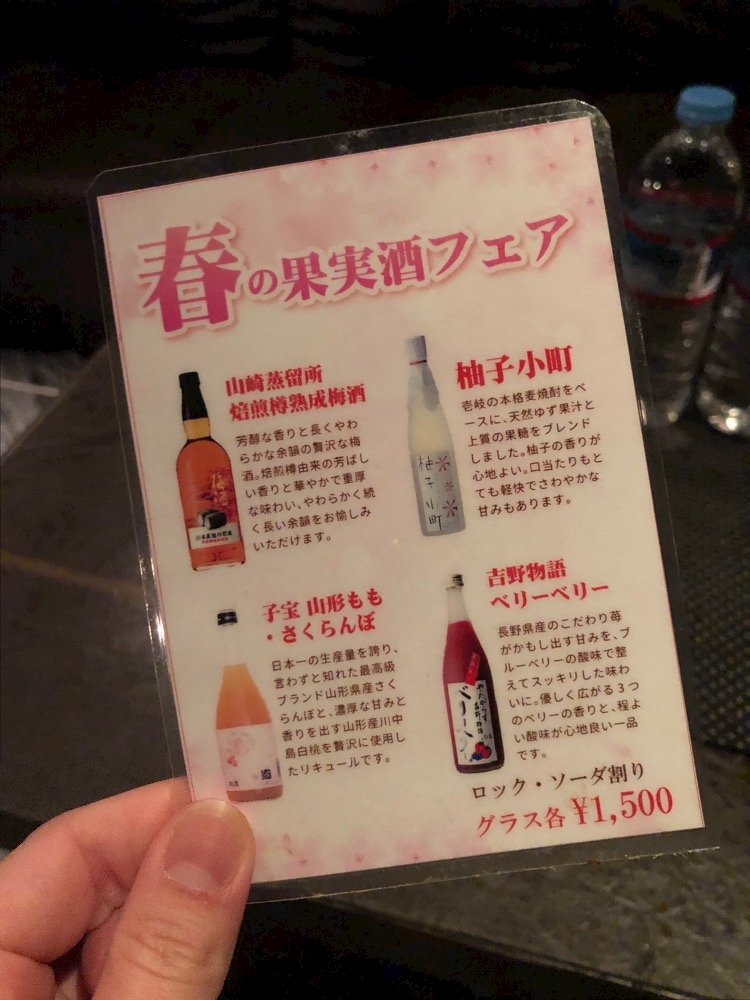 春の果実酒フェア
山崎蒸留所
焙煎樽熟成梅酒
芳醇な香りと長くやわ
らかな余韻の贅沢な梅
酒。焙煎樽由来の芳ばし
い香りと華やかで重厚
な味わい、やわらかく続
く長い余韻をお愉しみ
いただけます。
柚子小町
壱岐の本格麦焼酎をベ
ースに、天然ゆず果汁と
上質の果糖をブレンド
しました。柚子の香りが
心地よい。口当たりもと
ても軽快でさわやかな
甘みもあります。
柚子小町
子宝 山形もも
・さくらんぼ
日本一の生産量を誇り、
言わずと知れた最高級
ブランド山形県産さく
らんぼと、濃厚な甘みと
香りを出す山形産川中
島白桃を贅沢に使用し
たリキュールです。
吉野物語
ベリーベリー
長野県産のこだわり苺
がかもし出す甘みを、ブ
ルーベリーの酸味で整
えてスッキリした味わ
いに。優しく広がる3つ
のベリーの香りと、程よ
い酸味が心地良い一品
です。
ロック・ソーダ割り
グラス各 ¥1,500